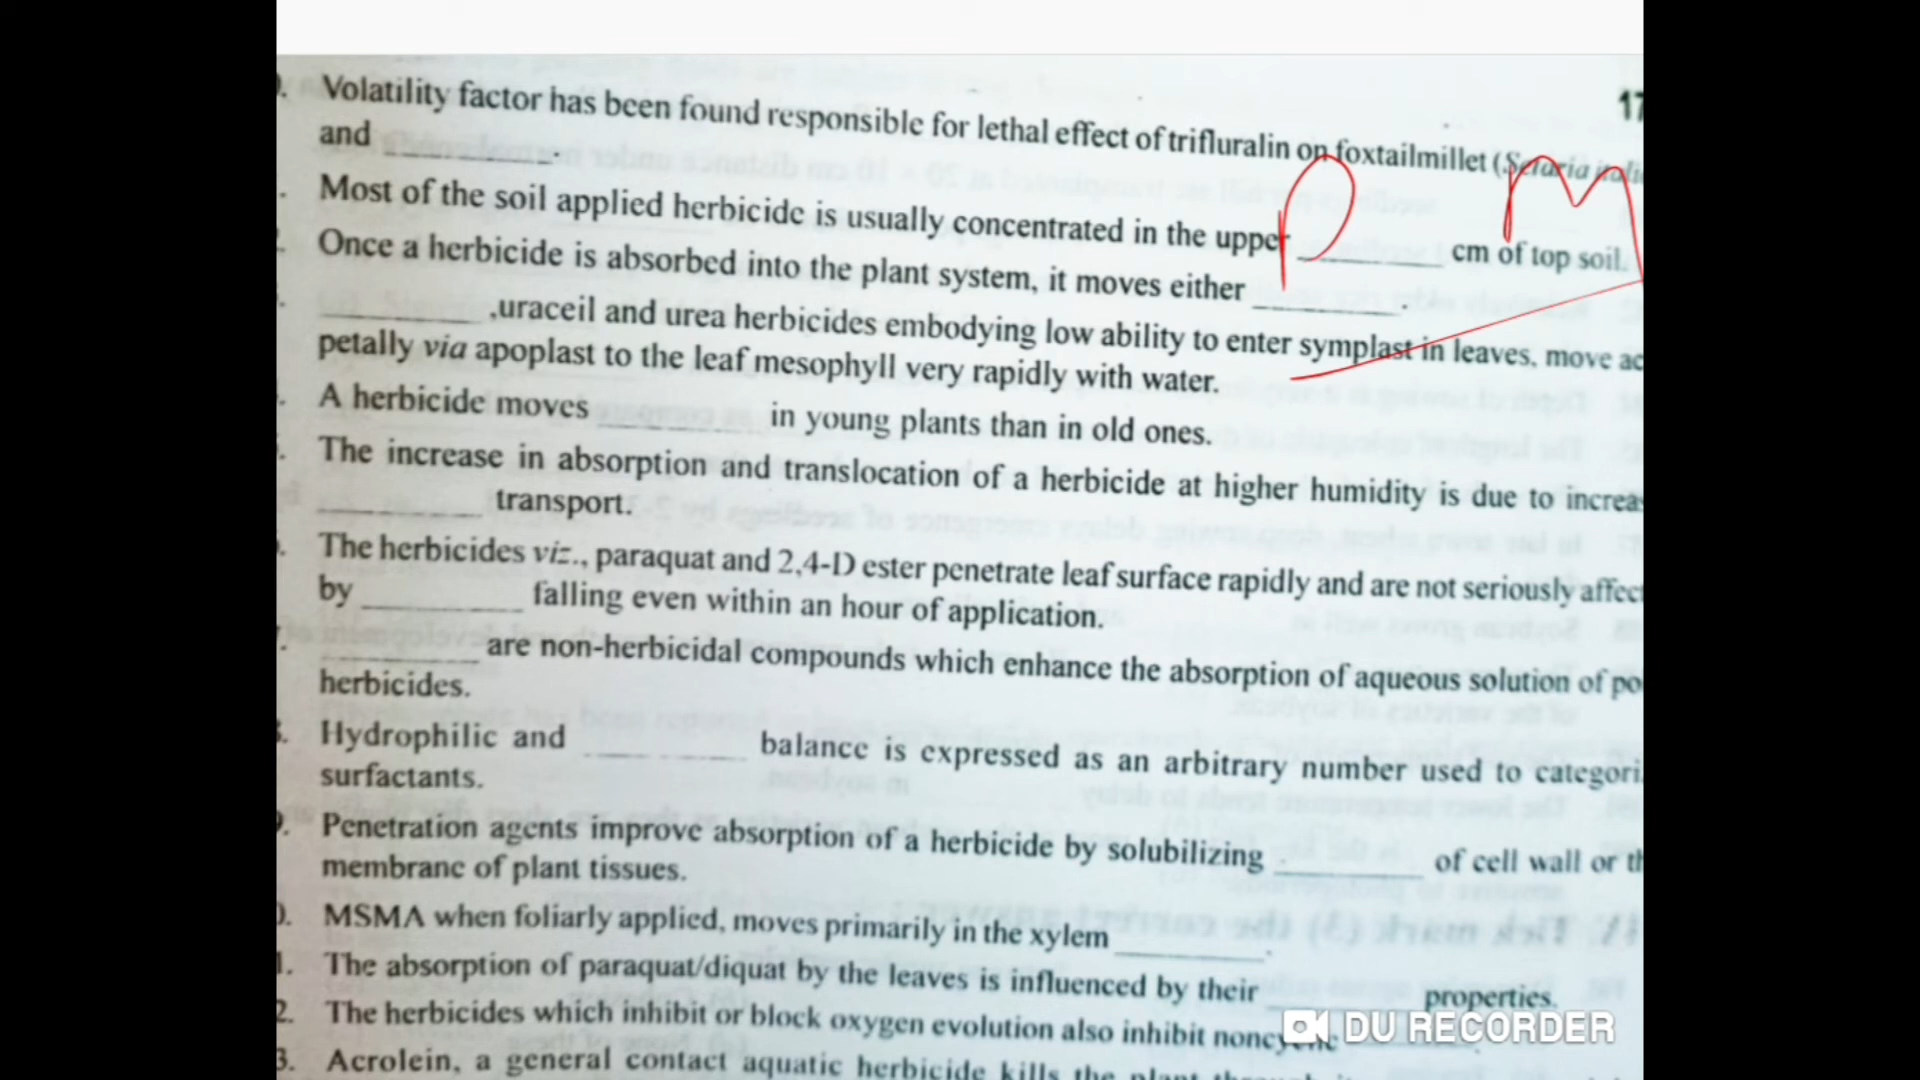 17
. Volatility factor has been found responsible for lethal effect of trifluralin on foxtailmillet (Setaria
and ________.
. Most of the soil applied herbicide is usually concentrated in the upper ________ cm of top soil.
. Once a herbicide is absorbed into the plant system, it moves either ________.
. ________ ,uraceil and urea herbicides embodying low ability to enter symplast in leaves, move ac
petally via apoplast to the leaf mesophyll very rapidly with water.
. A herbicide moves ________ in young plants than in old ones.
. The increase in absorption and translocation of a herbicide at higher humidity is due to increas
________ transport.
. The herbicides viz., paraquat and 2,4-D ester penetrate leaf surface rapidly and are not seriously affect
by ________ falling even within an hour of application.
. ________ are non-herbicidal compounds which enhance the absorption of aqueous solution of po
herbicides.
. Hydrophilic and ________ balance is expressed as an arbitrary number used to categori
surfactants.
. Penetration agents improve absorption of a herbicide by solubilizing ________ of cell wall or th
membrane of plant tissues.
0. MSMA when foliarly applied, moves primarily in the xylem ________.
1. The absorption of paraquat/diquat by the leaves is influenced by their ________ properties.
2. The herbicides which inhibit or block oxygen evolution also inhibit noncyclic ________.
3. Acrolein, a general contact aquatic herbicide kills the plant through
P M
DU RECORDER